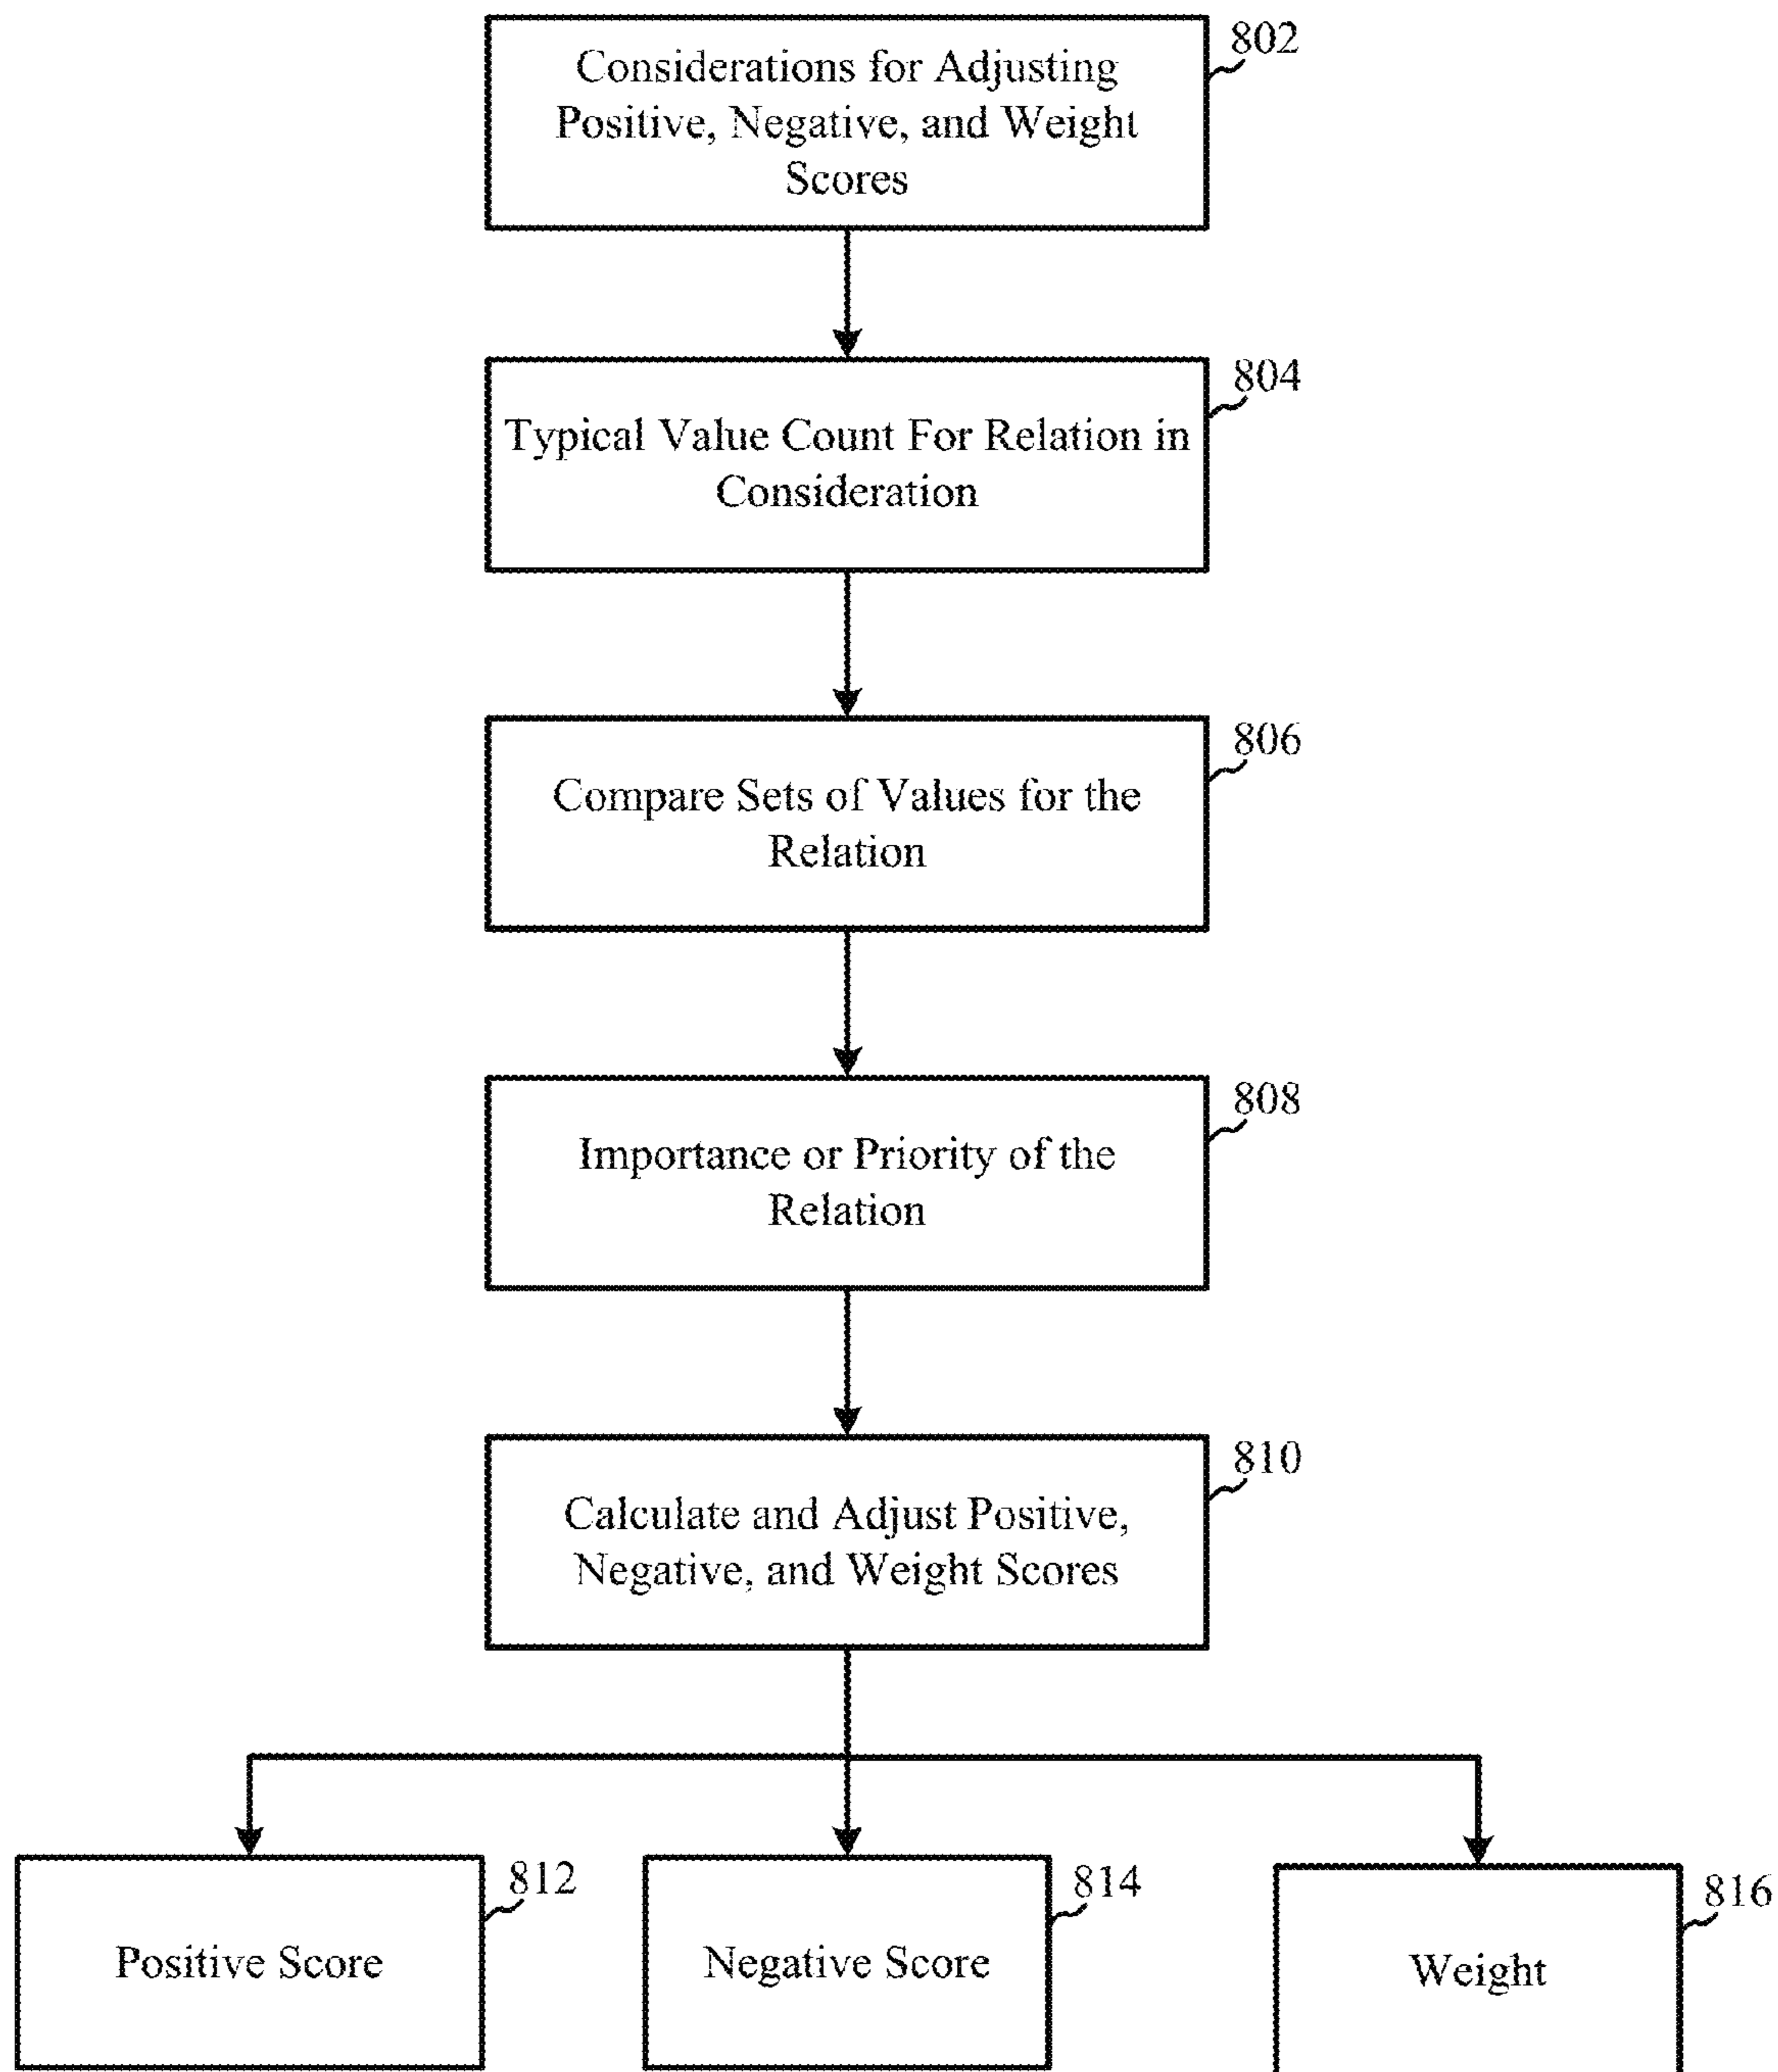 802
Considerations for Adjusting
Positive, Negative, and Weight
Scores
804
Typical Value Count For Relation in
Consideration
806
Compare Sets of Values for the
Relation
808
Importance or Priority of the
Relation
810
Calculate and Adjust Positive,
Negative, and Weight Scores
812
Positive Score
814
Negative Score
816
Weight